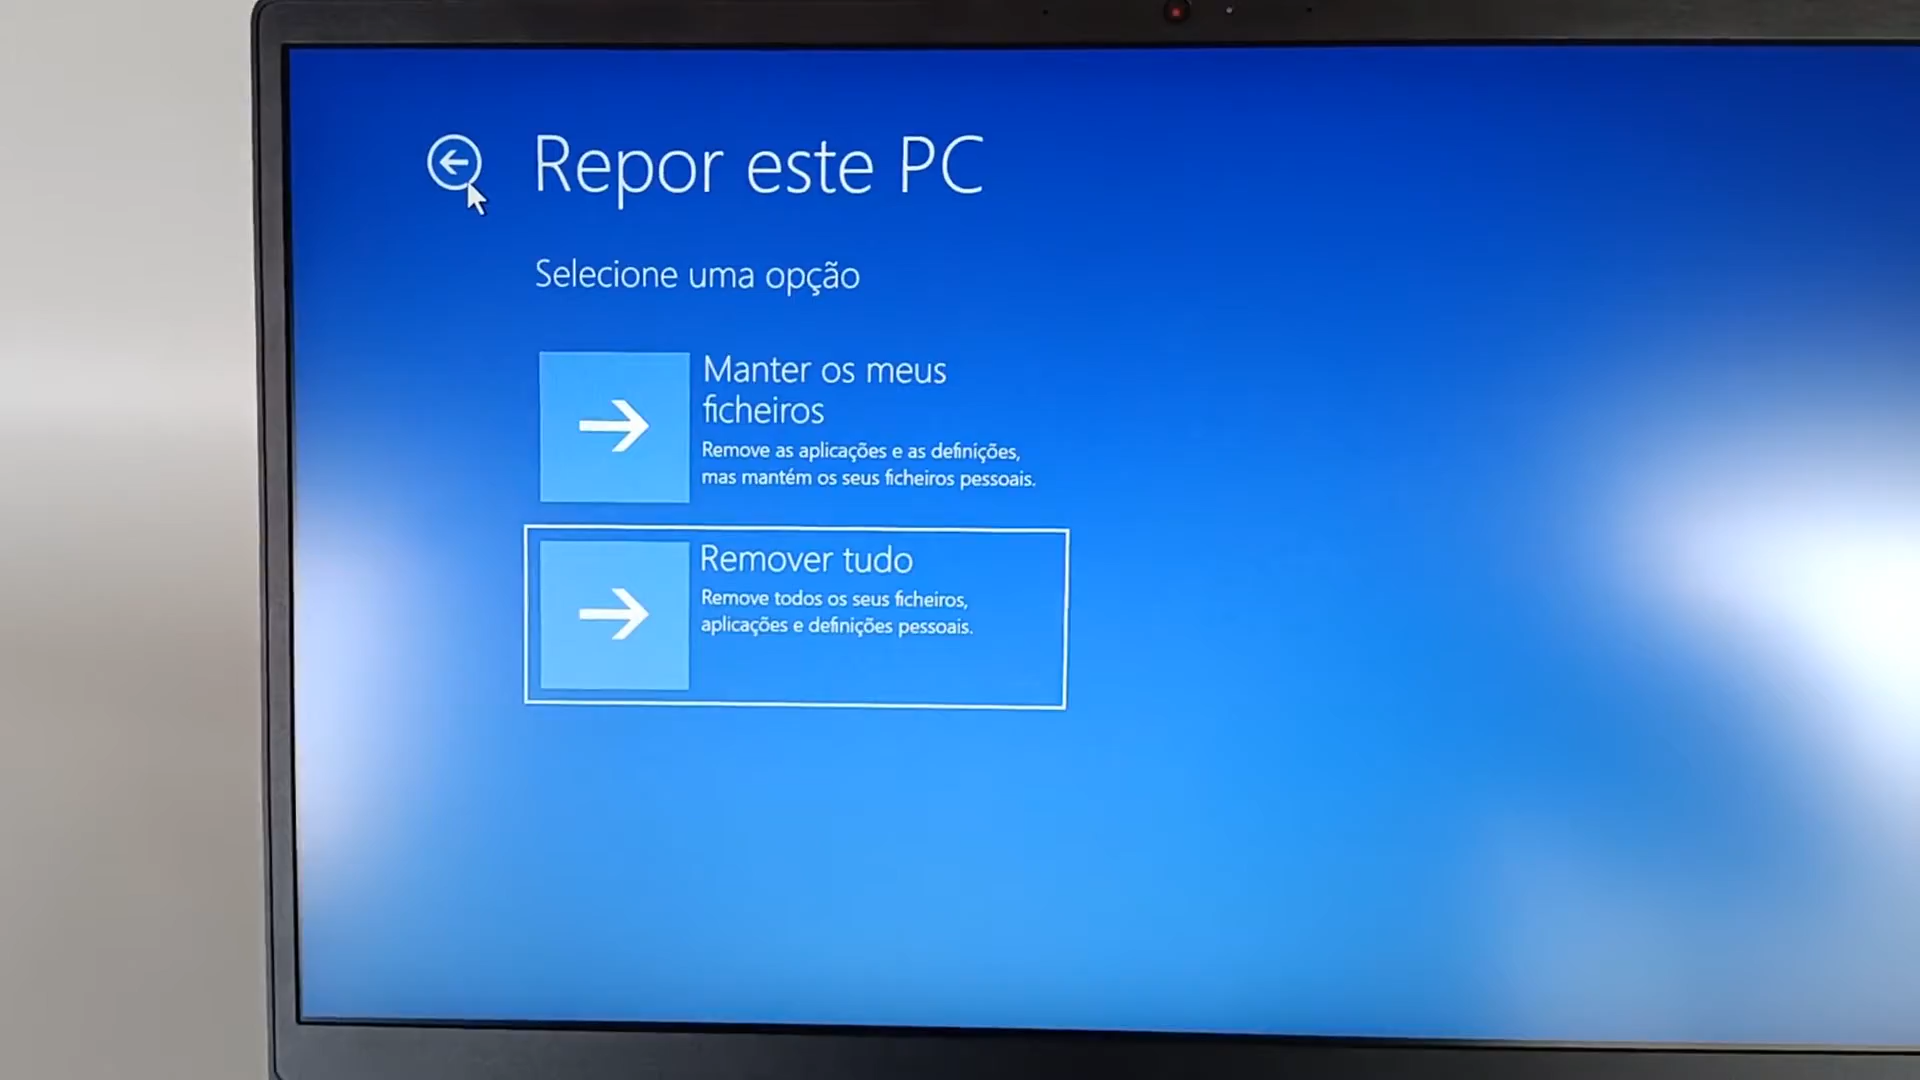 Repor este PC
Selecione uma opção
Manter os meus
ficheiros
Remove as aplicações e as definições,
mas mantém os seus ficheiros pessoais.
Remover tudo
Remove todos os seus ficheiros,
aplicações e definições pessoais.